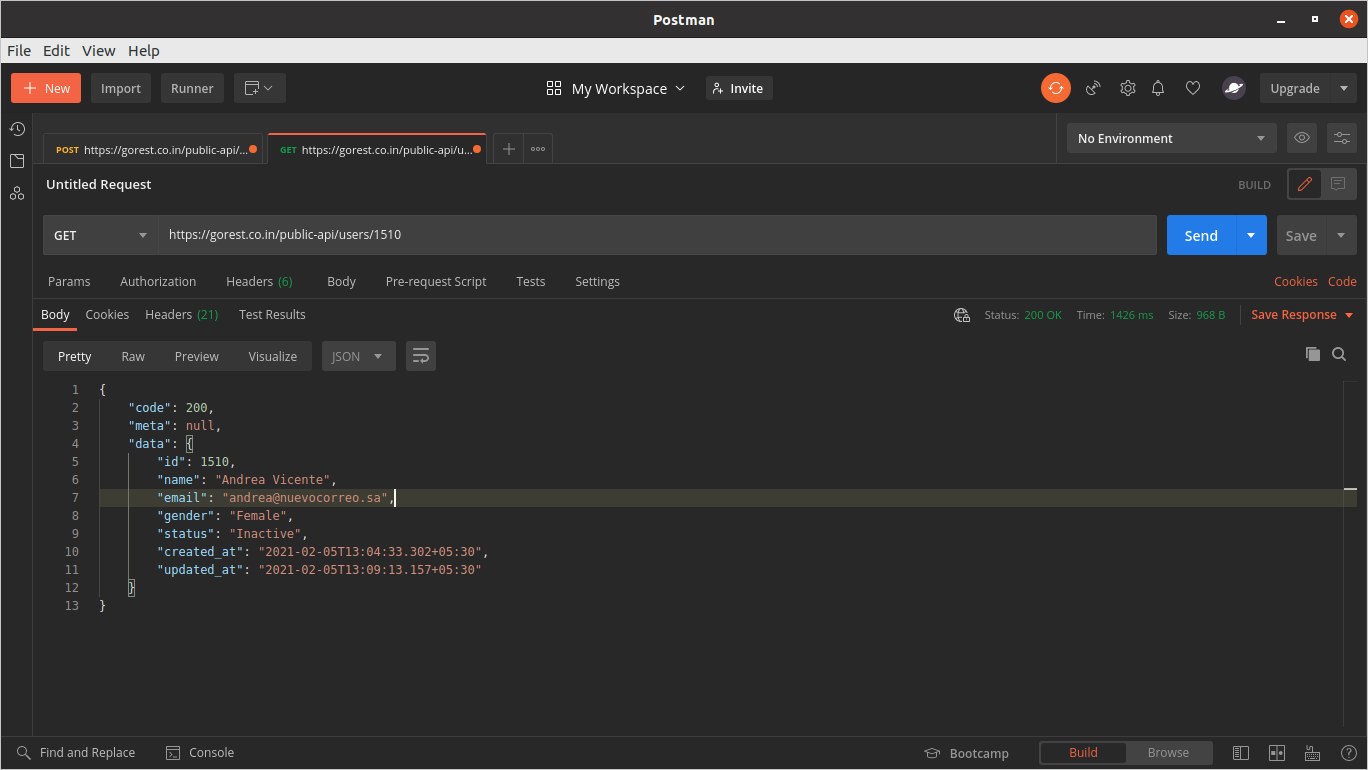 Postman
File Edit View Help
+ New Import Runner My Workspace Invite Upgrade
POST https://gorest.co.in/public-api/... GET https://gorest.co.in/public-api/u... No Environment
Untitled Request BUILD
GET https://gorest.co.in/public-api/users/1510 Send Save
Params Authorization Headers (6) Body Pre-request Script Tests Settings Cookies Code
Body Cookies Headers (21) Test Results Status: 200 OK Time: 1426 ms Size: 968 B Save Response
Pretty Raw Preview Visualize JSON
1 {
2 "code": 200,
3 "meta": null,
4 "data": {
5 "id": 1510,
6 "name": "Andrea Vicente",
7 "email": "andrea@nuevocorreo.sa",
8 "gender": "Female",
9 "status": "Inactive",
10 "created_at": "2021-02-05T13:04:33.302+05:30",
11 "updated_at": "2021-02-05T13:09:13.157+05:30"
12 }
13 }
Find and Replace Console Bootcamp Build Browse